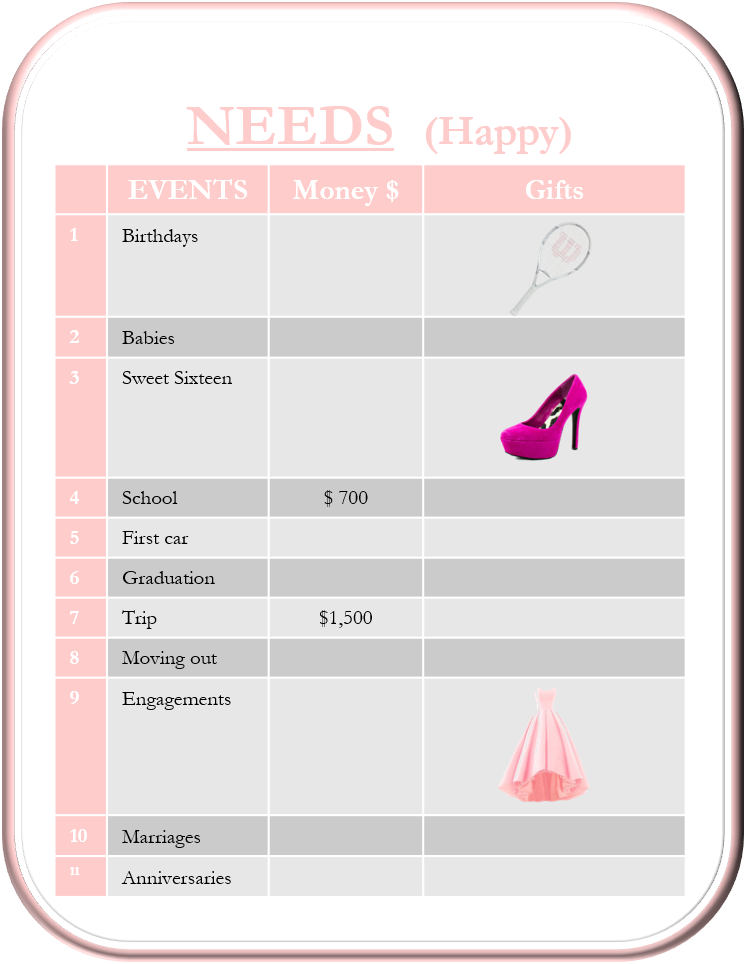 NEEDS (Happy)
EVENTS Money $ Gifts
1 Birthdays
2 Babies
3 Sweet Sixteen
4 School $ 700
5 First car
6 Graduation
7 Trip $1,500
8 Moving out
9 Engagements
10 Marriages
11 Anniversaries